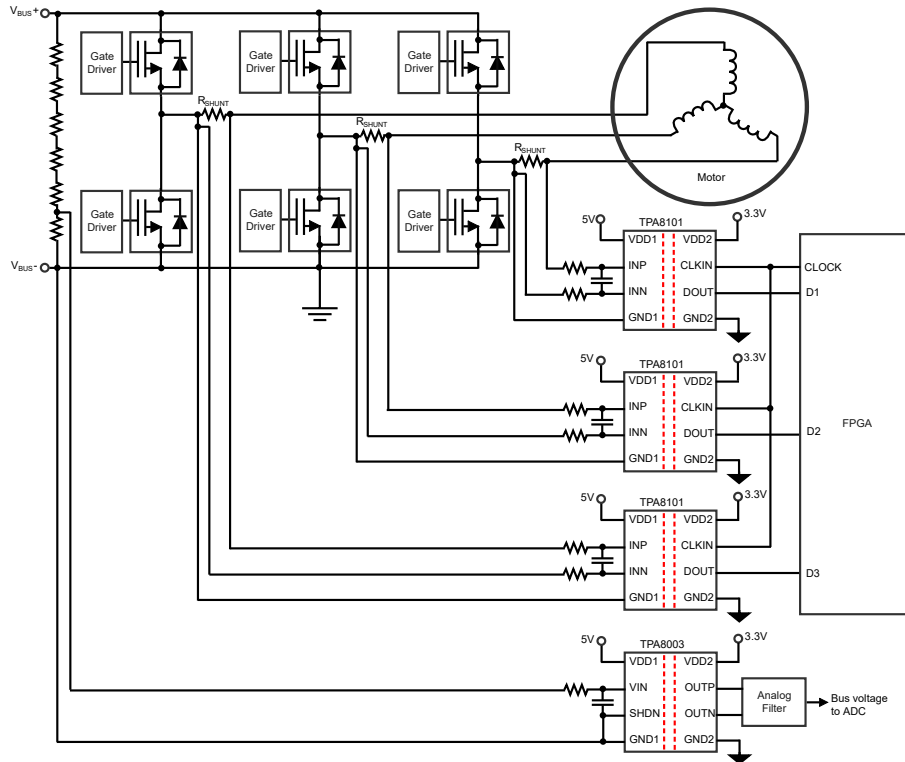 VBUS+
Gate Driver
Gate Driver
Gate Driver
RSHUNT
RSHUNT
RSHUNT
Motor
Gate Driver
Gate Driver
Gate Driver
VBUS-
TPA8101
5V
3.3V
VDD1
VDD2
INP
CLKIN
CLOCK
INN
DOUT
D1
GND1
GND2
TPA8101
5V
3.3V
VDD1
VDD2
INP
CLKIN
INN
DOUT
D2
GND1
GND2
FPGA
TPA8101
5V
3.3V
VDD1
VDD2
INP
CLKIN
INN
DOUT
D3
GND1
GND2
TPA8003
5V
3.3V
VDD1
VDD2
VIN
OUTP
SHDN
OUTN
GND1
GND2
Analog
Filter
Bus voltage
to ADC